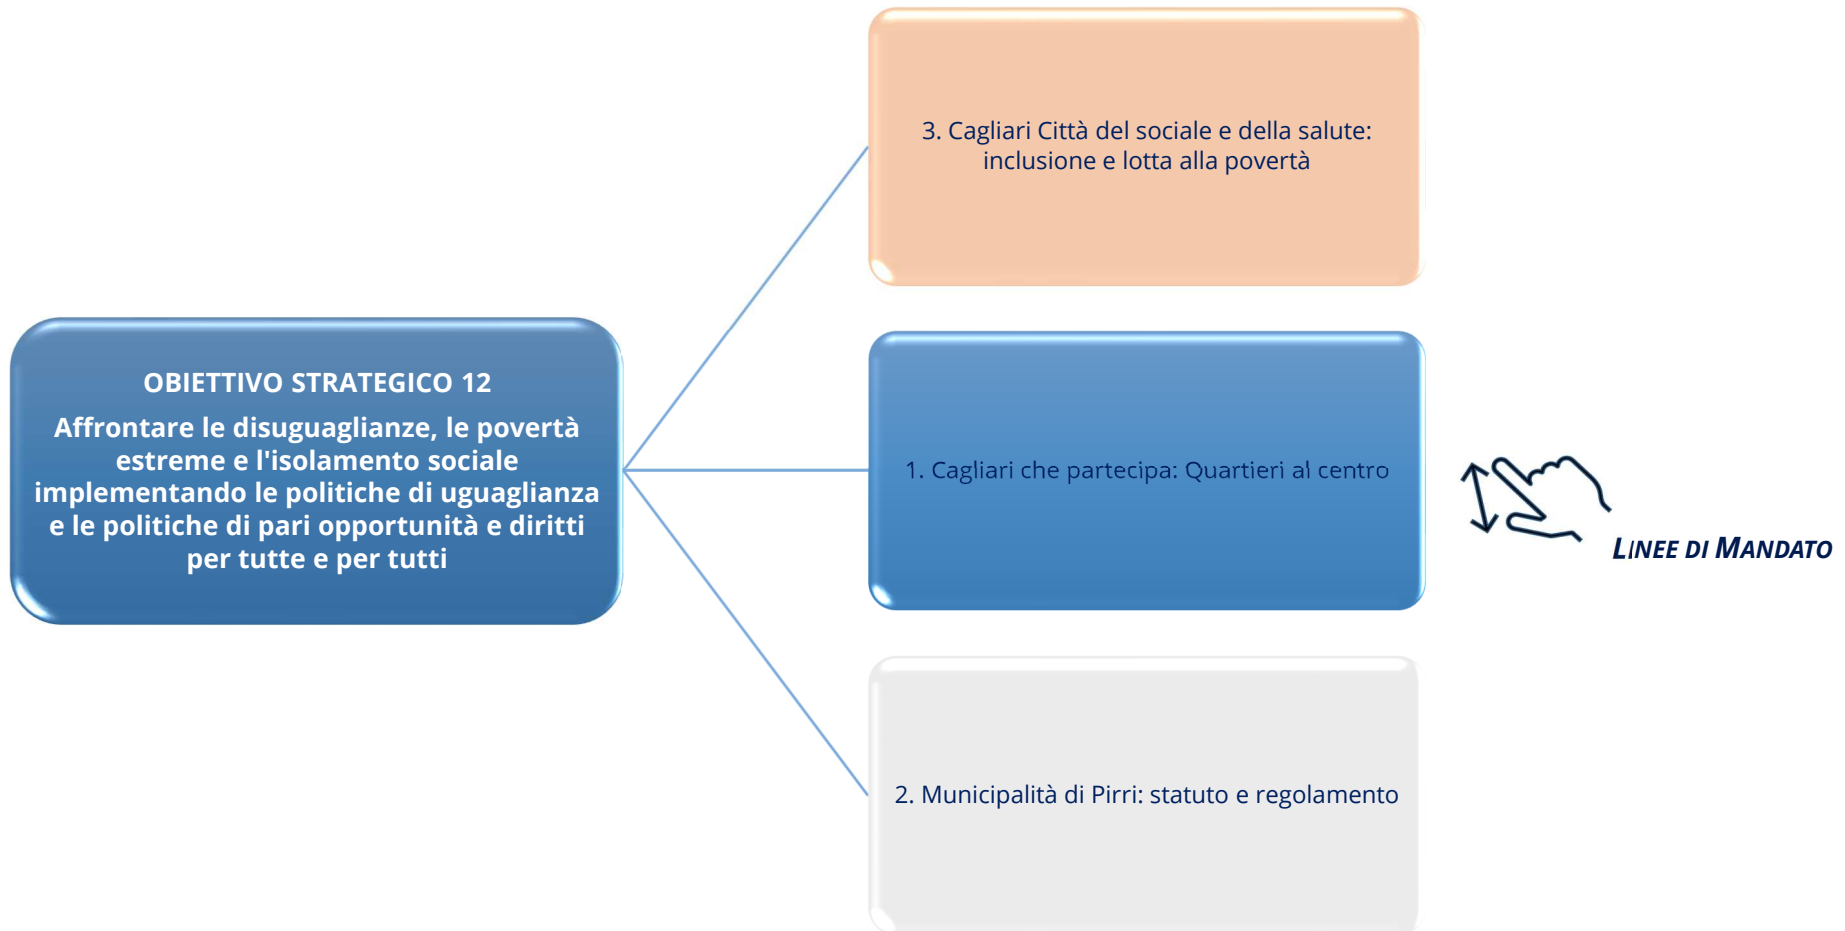 OBIETTIVO STRATEGICO 12
Affrontare le disuguaglianze, le povertà
estreme e l'isolamento sociale
implementando le politiche di uguaglianza
e le politiche di pari opportunità e diritti
per tutte e per tutti
3. Cagliari Città del sociale e della salute:
inclusione e lotta alla povertà
1. Cagliari che partecipa: Quartieri al centro
2. Municipalità di Pirri: statuto e regolamento
LINEE DI MANDATO